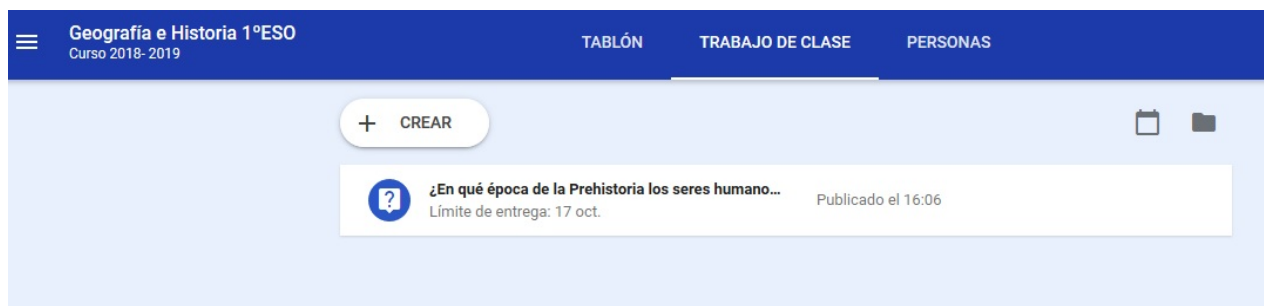 Geografía e Historia 1ºESO
Curso 2018- 2019
TABLÓN
TRABAJO DE CLASE
PERSONAS
CREAR
¿En qué época de la Prehistoria los seres humano...
Límite de entrega: 17 oct.
Publicado el 16:06